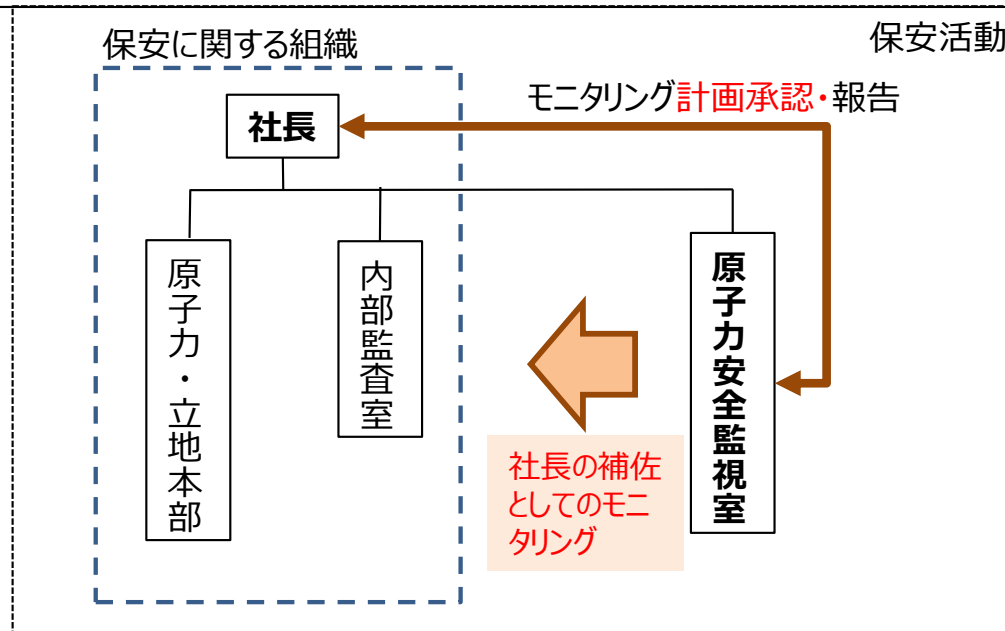 保安に関する組織
保安活動
モニタリング計画承認・報告
社長
原子力・立地本部
内部監査室
原子力安全監視室
社長の補佐
としてのモニ
タリング